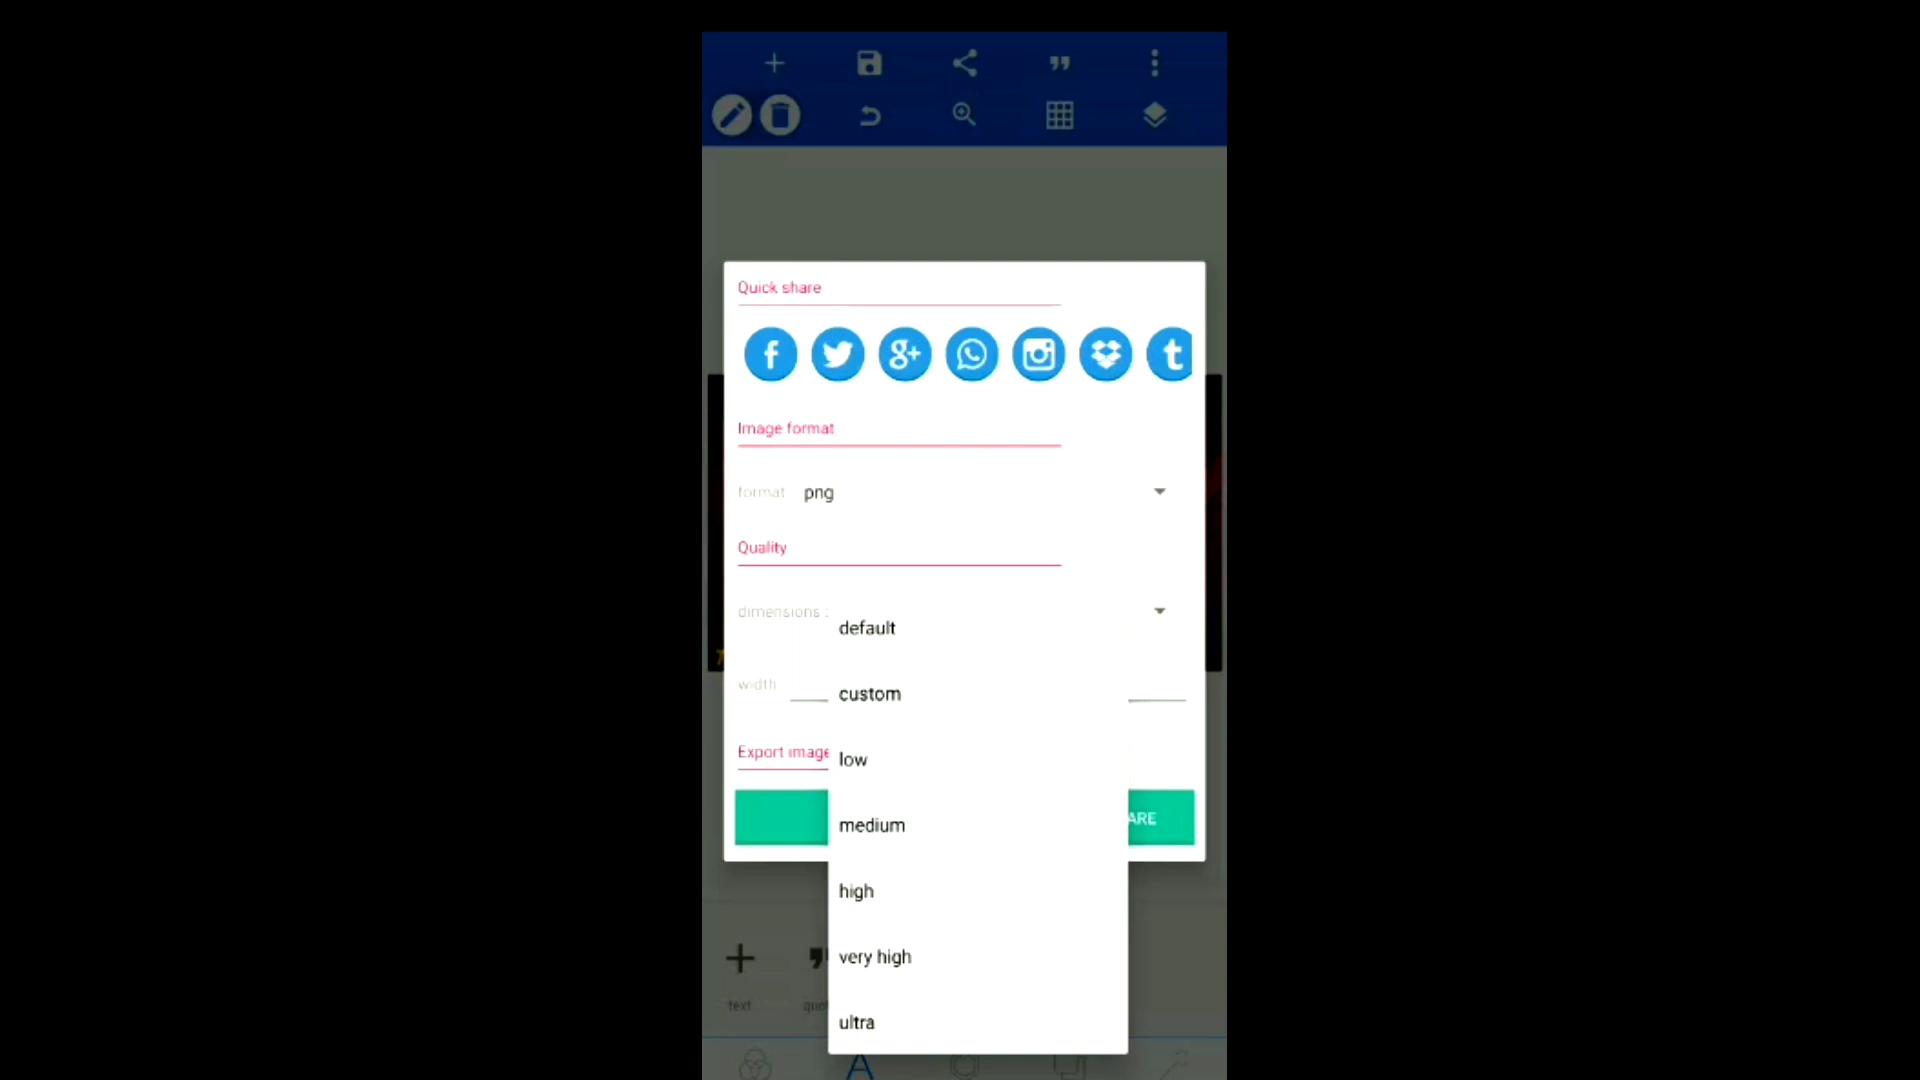 Quick share
Image format
format png
Quality
dimensions :
default
width
custom
Export image
low
ARE
medium
high
very high
text
ultra